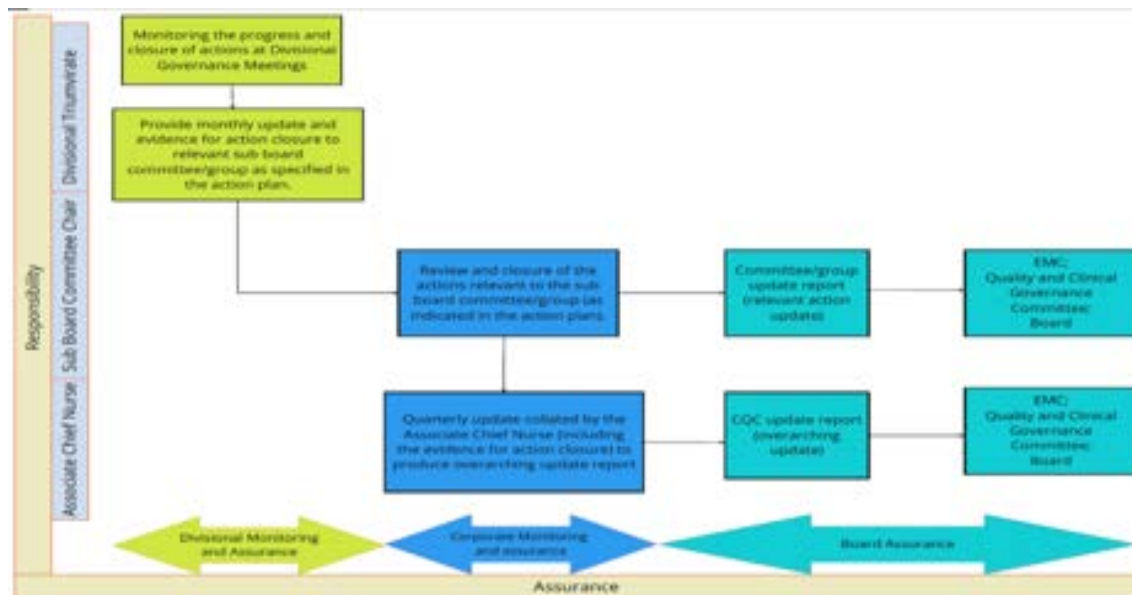 Responsibility
Divisional Triumvirate
Monitoring the progress and
closure of actions at Divisional
Governance Meetings
Provide monthly update and
evidence for action closure to
relevant sub board
committee/group as specified in
the action plan.
Sub Board Committee Chair
Review and closure of the
actions relevant to the sub
board committee/group (as
indicated in the action plan).
Committee/group
update report
(relevant action
update)
EMC;
Quality and Clinical
Governance
Committee;
Board
Associate Chief Nurse
Quarterly update collated by the
Associate Chief Nurse (including
the evidence for action closure) to
produce overarching update report
CQC update report
(overarching
update)
EMC;
Quality and Clinical
Governance
Committee;
Board
Divisional Monitoring
and Assurance
Corporate Monitoring
and assurance
Board Assurance
Assurance